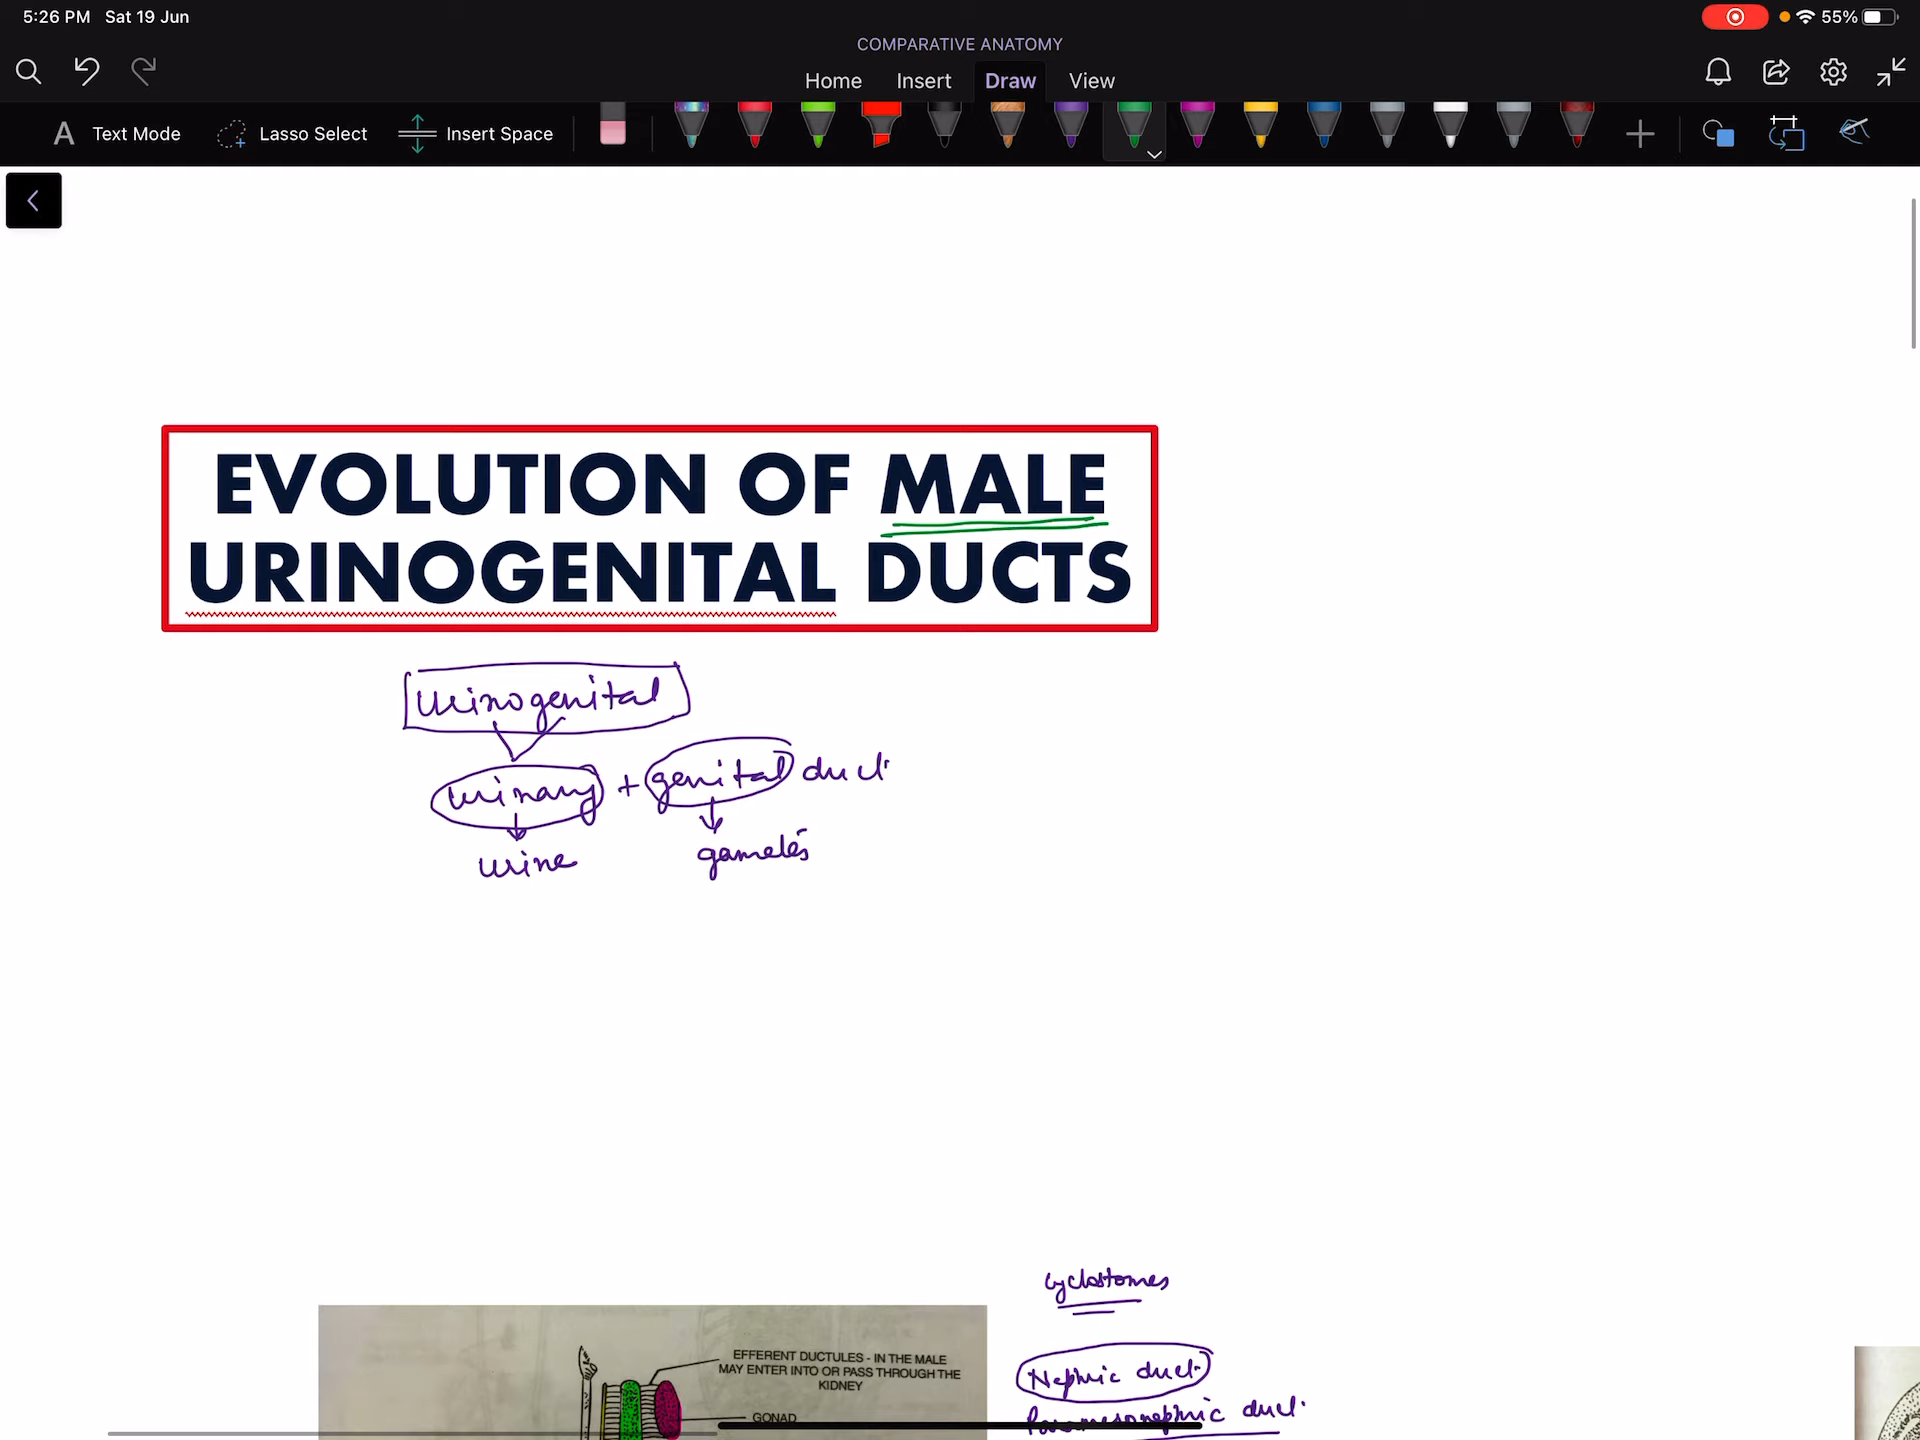 5:26 PM Sat 19 Jun
55%
COMPARATIVE ANATOMY
Home Insert Draw View
A Text Mode Lasso Select Insert Space
EVOLUTION OF MALE
URINOGENITAL DUCTS
Urinogenital
urinary + genital duct
urine gametes
cyclostomes
EFFERENT DUCTULES - IN THE MALE
MAY ENTER INTO OR PASS THROUGH THE
KIDNEY
Nephric duct
GONAD
Paramesonephric duct